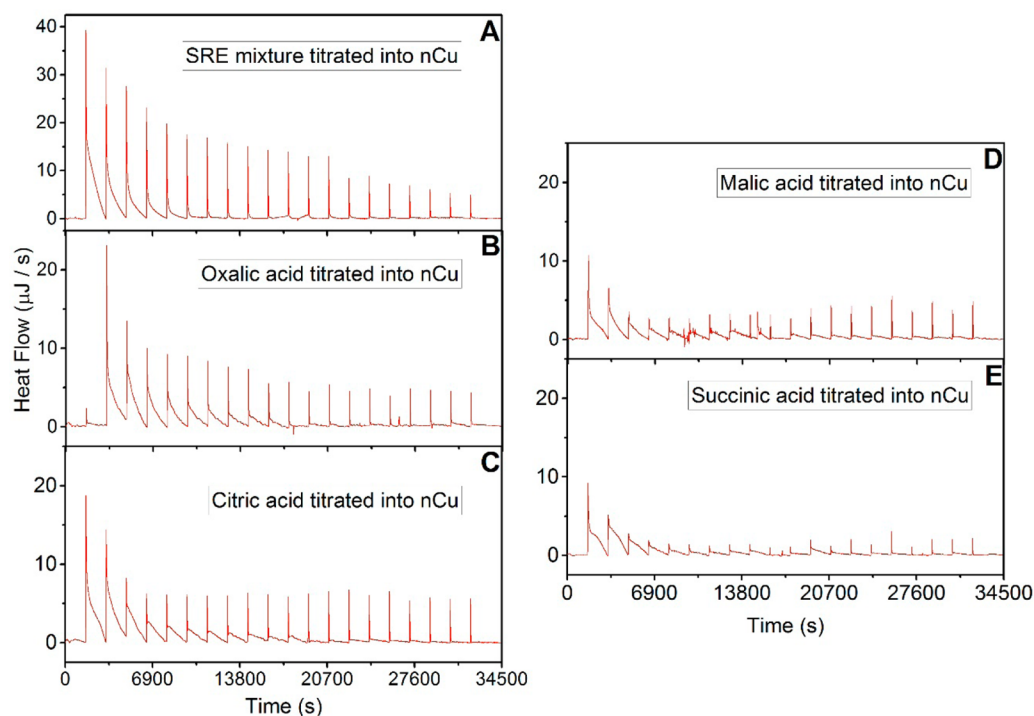 A
SRE mixture titrated into nCu
40
30
20
10
0
B
Oxalic acid titrated into nCu
20
10
0
Heat Flow (μJ / s)
C
Citric acid titrated into nCu
20
10
0
0 6900 13800 20700 27600 34500
Time (s)
D
Malic acid titrated into nCu
20
10
0
E
Succinic acid titrated into nCu
20
10
0
0 6900 13800 20700 27600 34500
Time (s)